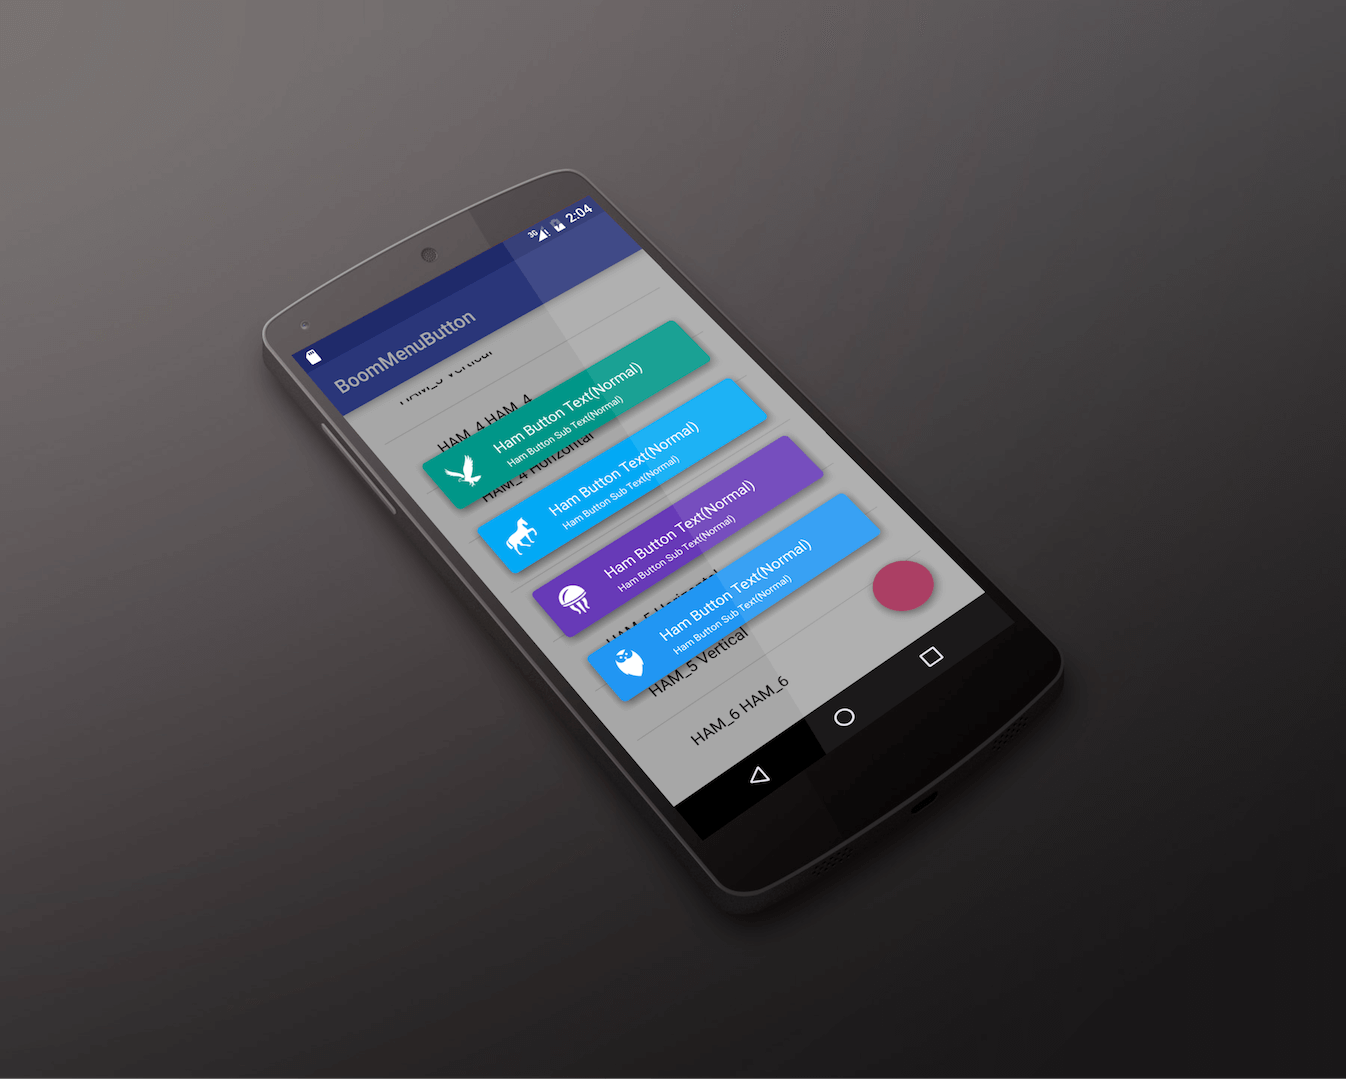 3G
2:04
BoomMenuButton
Vertical
HAM_4 HAM_4
Ham Button Text(Normal)
Ham Button Sub Text(Normal)
HAM_4 Horizontal
Ham Button Text(Normal)
Ham Button Sub Text(Normal)
Ham Button Text(Normal)
Ham Button Sub Text(Normal)
HAM_5 Horizontal
Ham Button Text(Normal)
Ham Button Sub Text(Normal)
HAM_5 Vertical
HAM_6 HAM_6